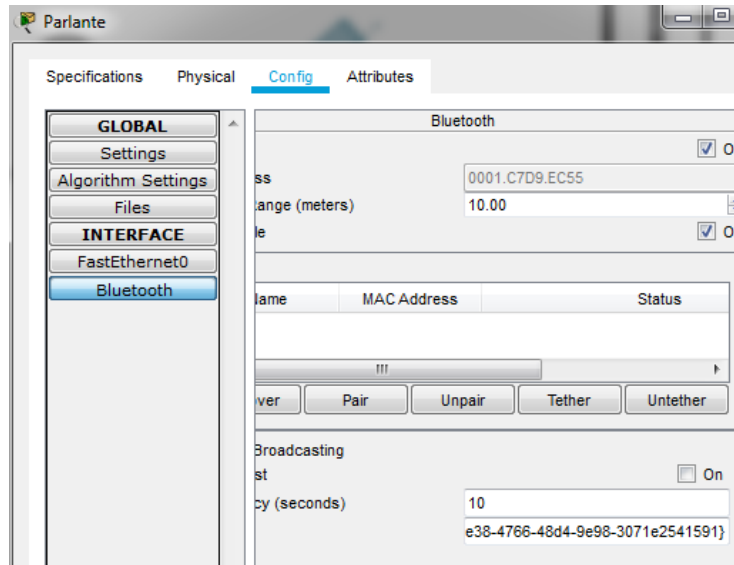 Parlante
Specifications Physical Config Attributes
GLOBAL
Settings
Algorithm Settings
Files
INTERFACE
FastEthernet0
Bluetooth
Bluetooth
ss 0001.C7D9.EC55
ange (meters) 10.00
le
lame MAC Address Status
ver Pair Unpair Tether Untether
Broadcasting
st On
cy (seconds) 10
e38-4766-48d4-9e98-3071e2541591}